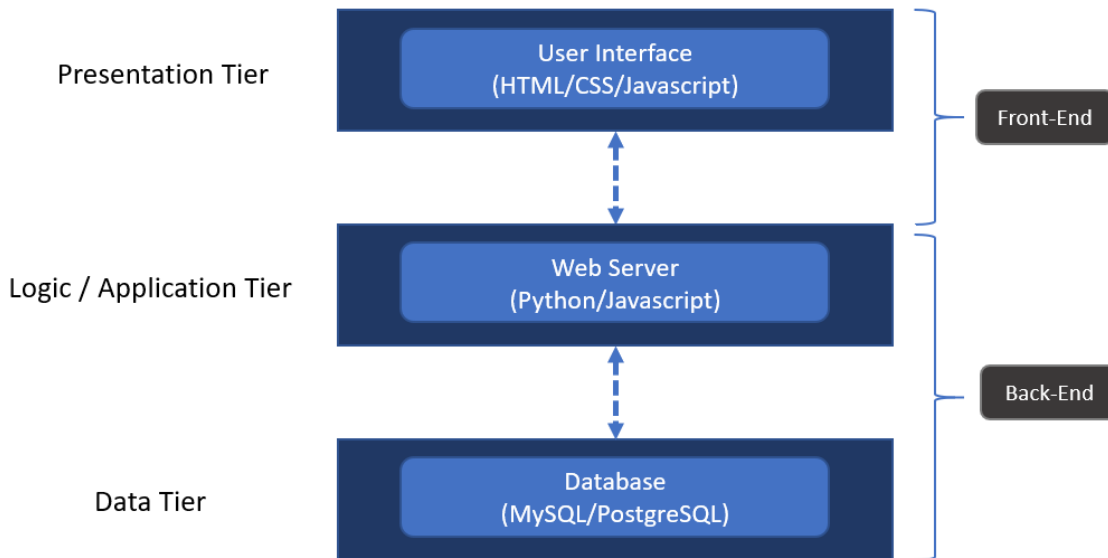 Presentation Tier
User Interface
(HTML/CSS/Javascript)
Front-End
Logic / Application Tier
Web Server
(Python/Javascript)
Back-End
Data Tier
Database
(MySQL/PostgreSQL)